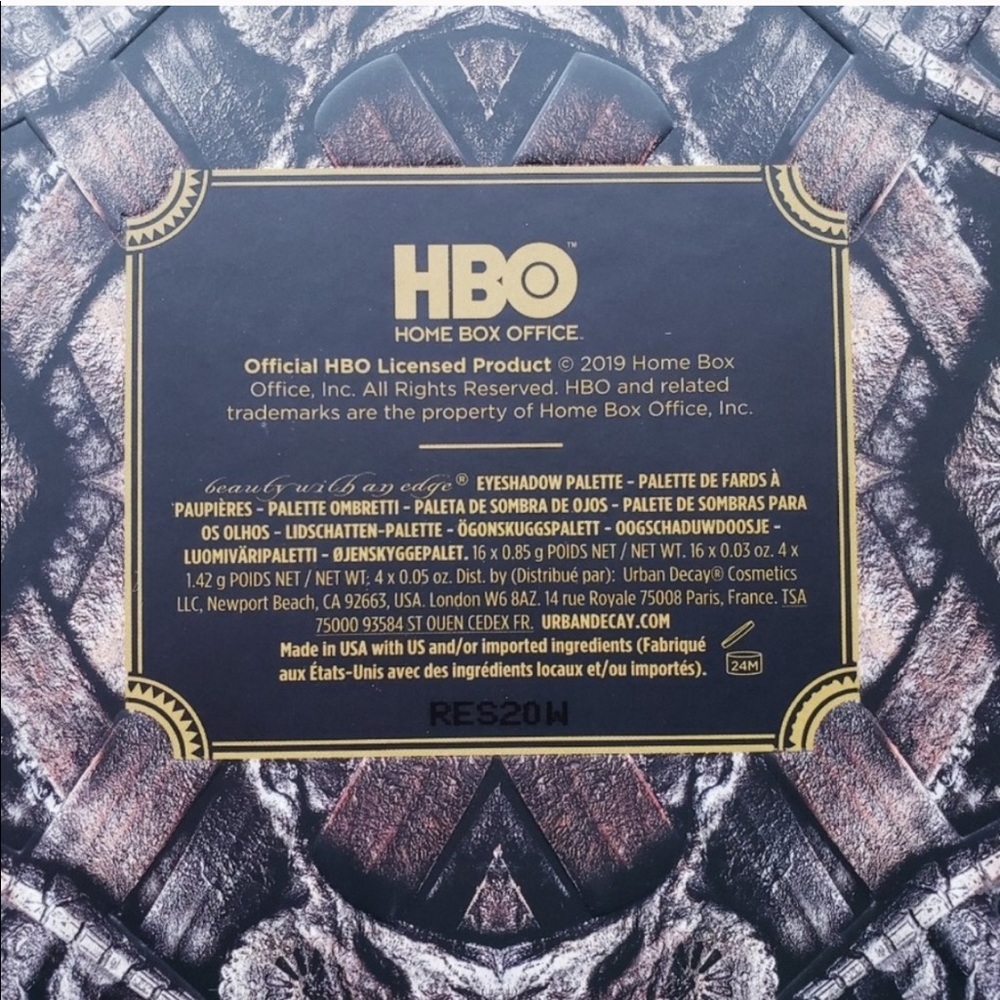 HBO™
HOME BOX OFFICE
Official HBO Licensed Product © 2019 Home Box
Office, Inc. All Rights Reserved. HBO and related
trademarks are the property of Home Box Office, Inc.
beauty with an edge® EYESHADOW PALETTE – PALETTE DE FARDS À
PAUPIÈRES – PALETTE OMBRETTI – PALETA DE SOMBRA DE OJOS – PALETE DE SOMBRAS PARA
OS OLHOS – LIDSCHATTEN-PALETTE – ÖGONSKUGGSPALETT – OOGSCHADUWDOOSJE –
LUOMIVÄRIPALETTI – ØJENSKYGGEPALET. 16 x 0.85 g POIDS NET / NET WT. 16 x 0.03 oz. 4 x
1.42 g POIDS NET / NET WT. 4 x 0.05 oz. Dist. by (Distribué par): Urban Decay® Cosmetics
LLC, Newport Beach, CA 92663, USA. London W6 8AZ. 14 rue Royale 75008 Paris, France. TSA
75000 93584 ST OUEN CEDEX FR. URBANDECAY.COM
Made in USA with US and/or imported ingredients (Fabriqué
aux États-Unis avec des ingrédients locaux et/ou importés).
24M
RES20W